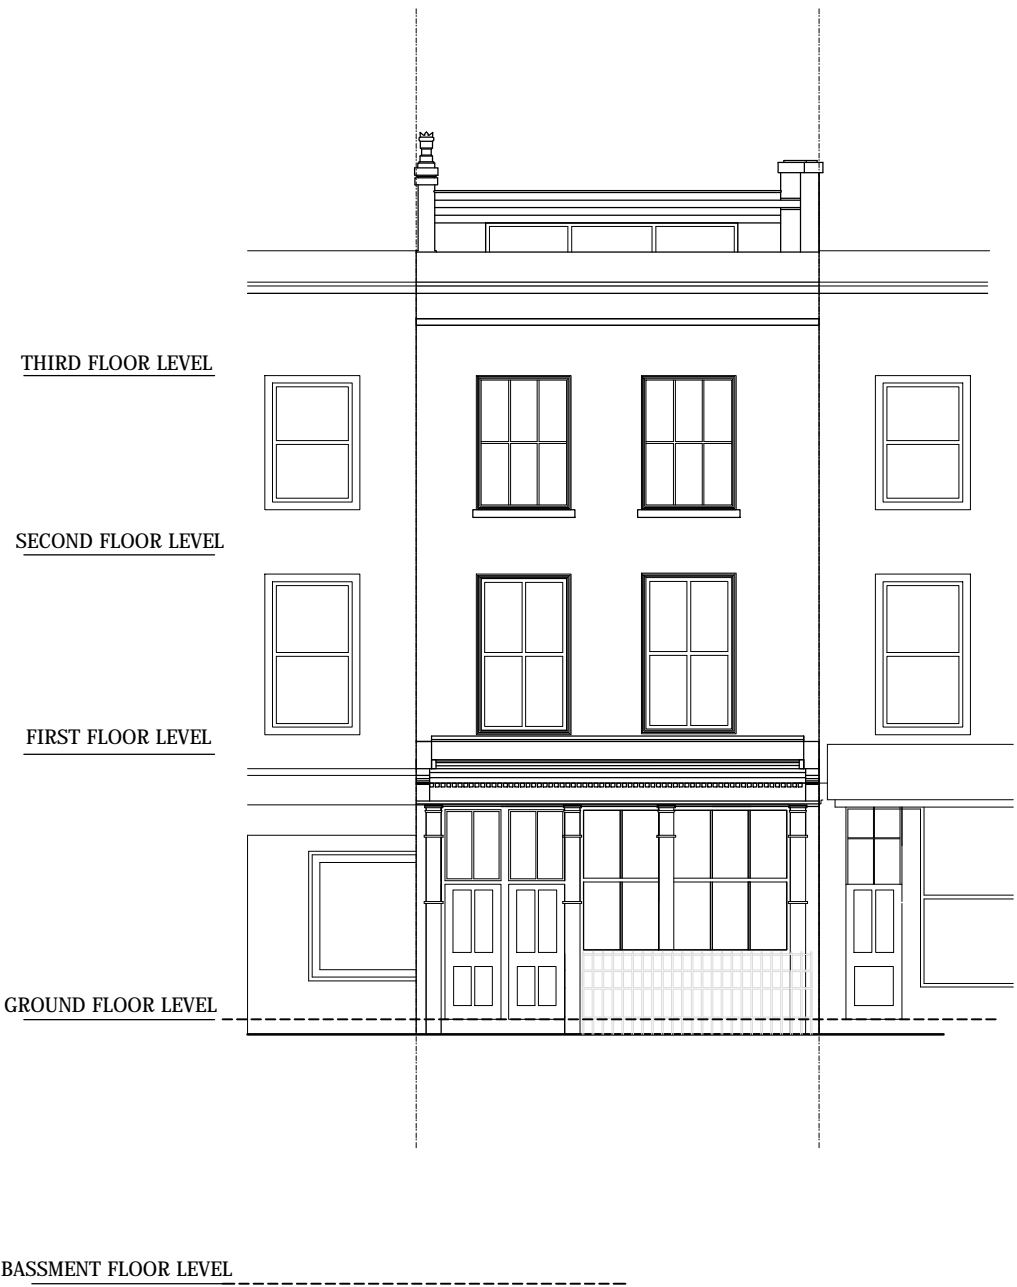 THIRD FLOOR LEVEL
SECOND FLOOR LEVEL
FIRST FLOOR LEVEL
GROUND FLOOR LEVEL
BASSMENT FLOOR LEVEL